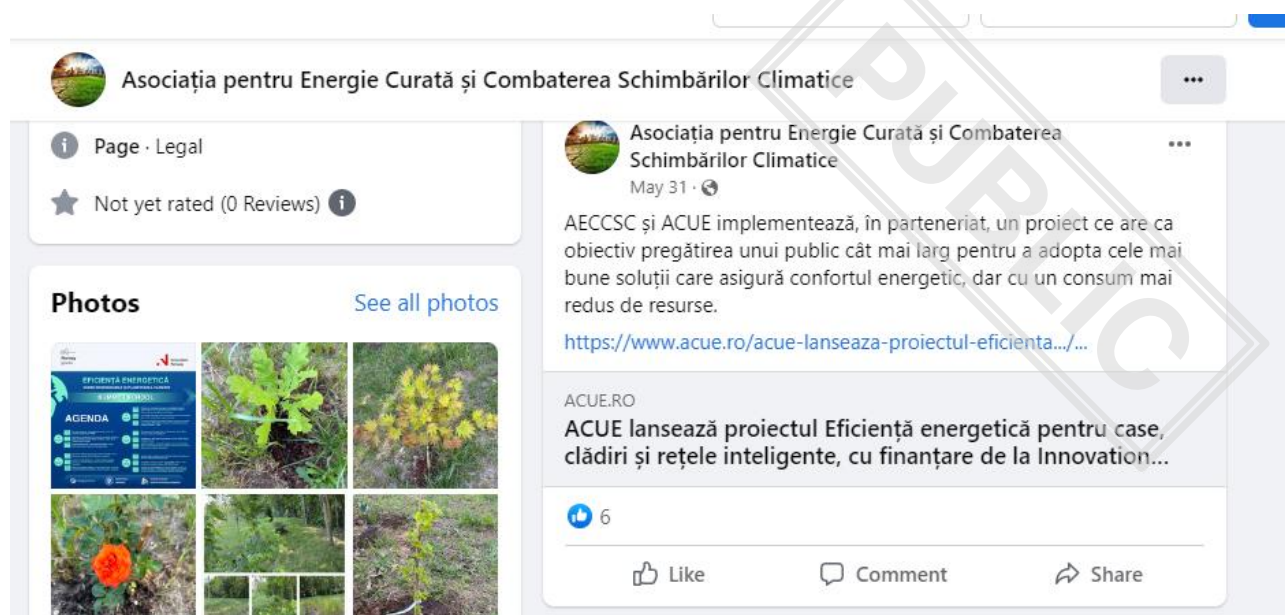 Asociația pentru Energie Curată și Combaterea Schimbărilor Climatice
Page · Legal
Not yet rated (0 Reviews)
Photos
See all photos
EFICIENȚĂ ENERGETICĂ
AGENDA
Asociația pentru Energie Curată și Combaterea
Schimbărilor Climatice
May 31 ·
AECCSC și ACUE implementează, în parteneriat, un proiect ce are ca
obiectiv pregătirea unui public cât mai larg pentru a adopta cele mai
bune soluții care asigură confortul energetic, dar cu un consum mai
redus de resurse.
https://www.acue.ro/acue-lanseaza-proiectul-eficienta.../...
ACUE.RO
ACUE lansează proiectul Eficiență energetică pentru case,
clădiri și rețele inteligente, cu finanțare de la Innovation...
6
Like
Comment
Share
PUBLIC